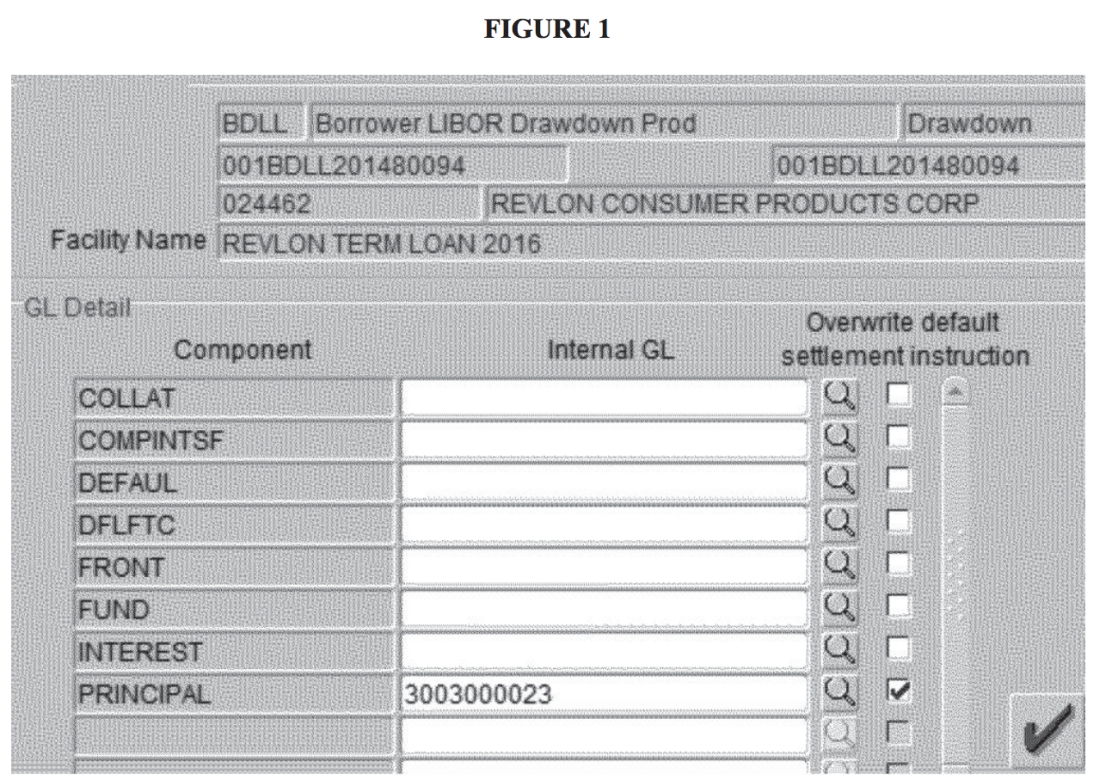 FIGURE 1
BDLL Borrower LIBOR Drawdown Prod Drawdown
001BDLL201480094 001BDLL201480094
024462 REVLON CONSUMER PRODUCTS CORP
Facility Name REVLON TERM LOAN 2016
GL Detail
Component Internal GL Overwrite default settlement instruction
COLLAT
COMPINTSF
DEFAUL
DFLFTC
FRONT
FUND
INTEREST
PRINCIPAL 3003000023